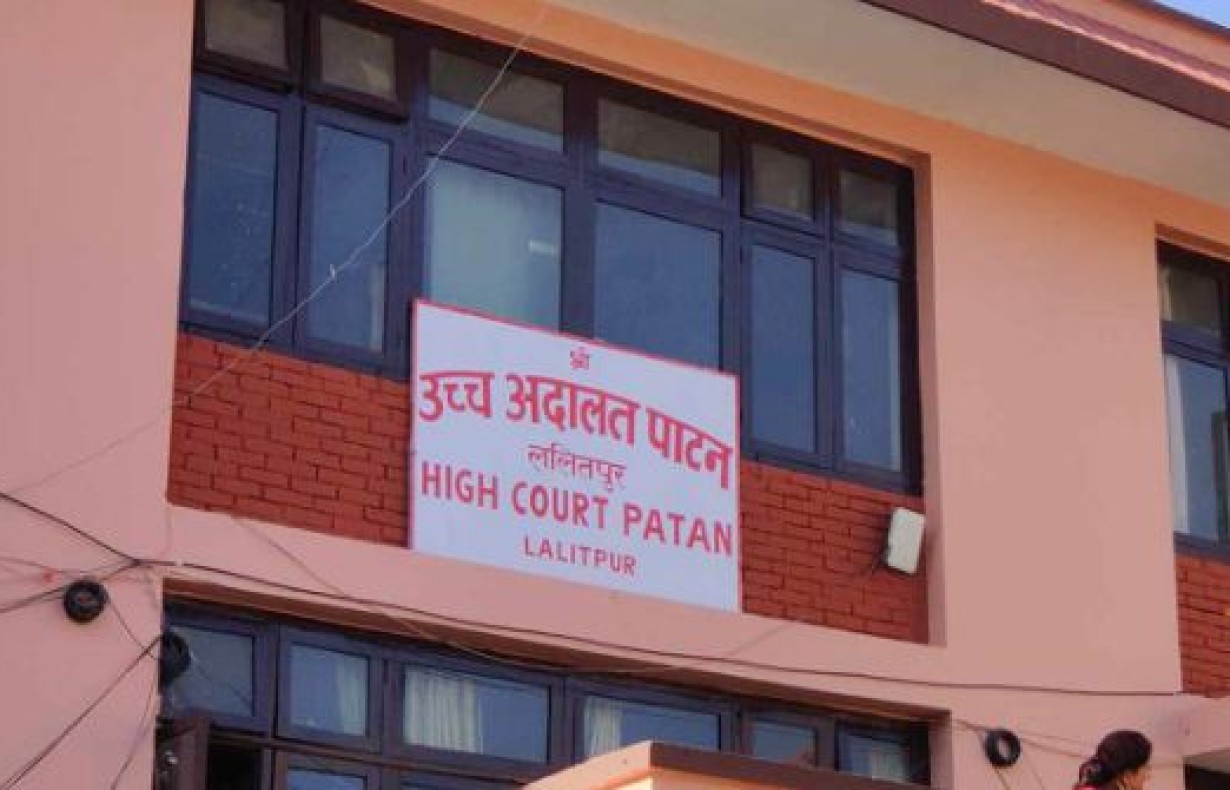 श्री
उच्च अदालत पाटन
ललितपुर
HIGH COURT PATAN
LALITPUR